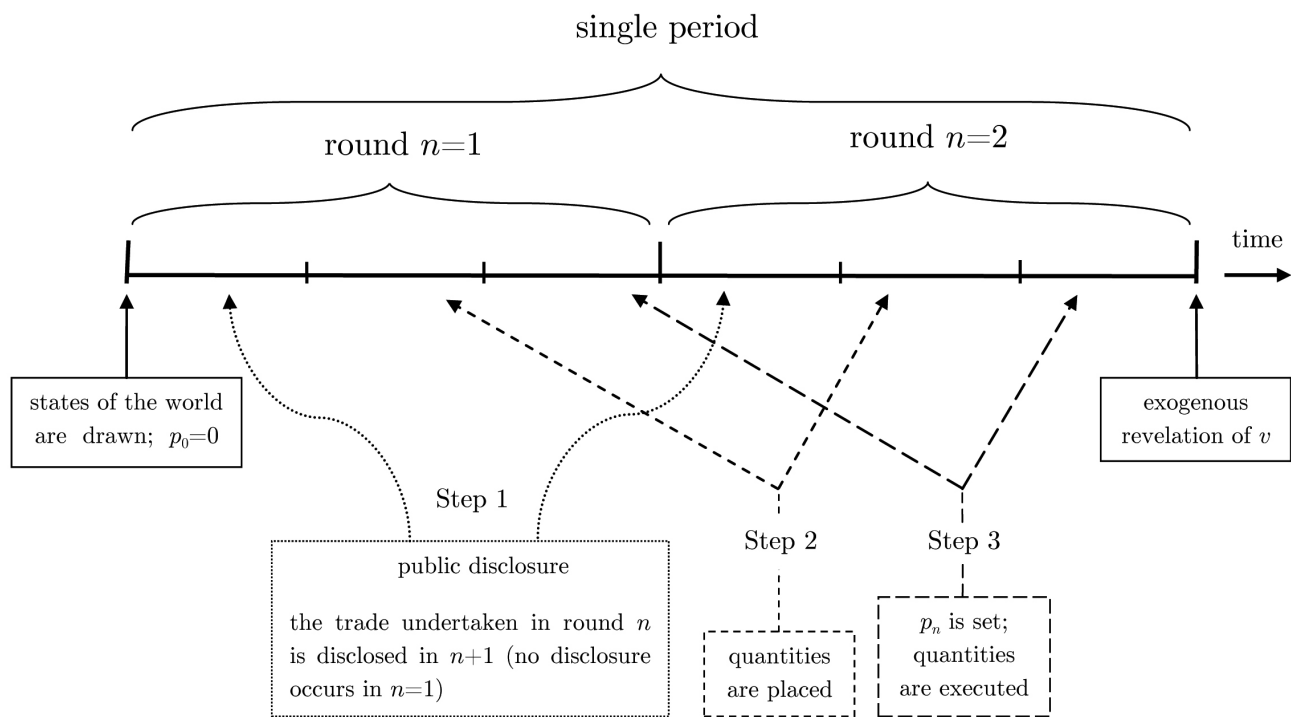 single period
round n=1
round n=2
time
states of the world
are drawn; p₀=0
exogenous
revelation of v
Step 1
public disclosure
the trade undertaken in round n
is disclosed in n+1 (no disclosure
occurs in n=1)
Step 2
quantities
are placed
Step 3
pₙ is set;
quantities
are executed